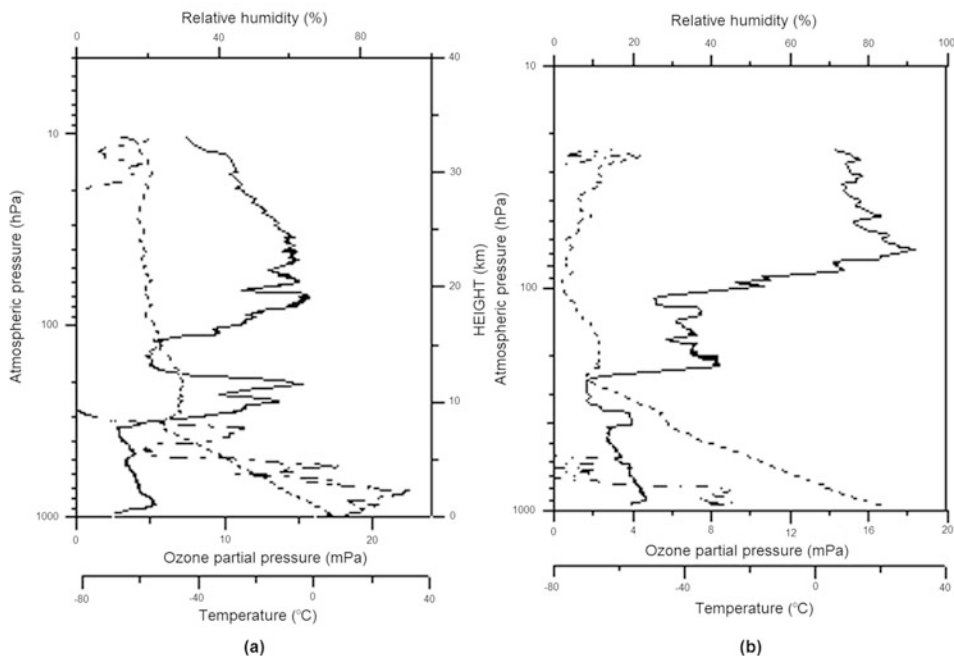 Relative humidity (%)
0 20 40 60 80
Atmospheric pressure (hPa)
10
100
1000
HEIGHT (km)
40
30
20
10
0
0 10 20
Ozone partial pressure (mPa)
-80 -40 0 40
Temperature (°C)
(a)
Relative humidity (%)
0 20 40 60 80 100
Atmospheric pressure (hPa)
10
100
1000
0 4 8 12 16 20
Ozone partial pressure (mPa)
-80 -40 0 40
Temperature (°C)
(b)